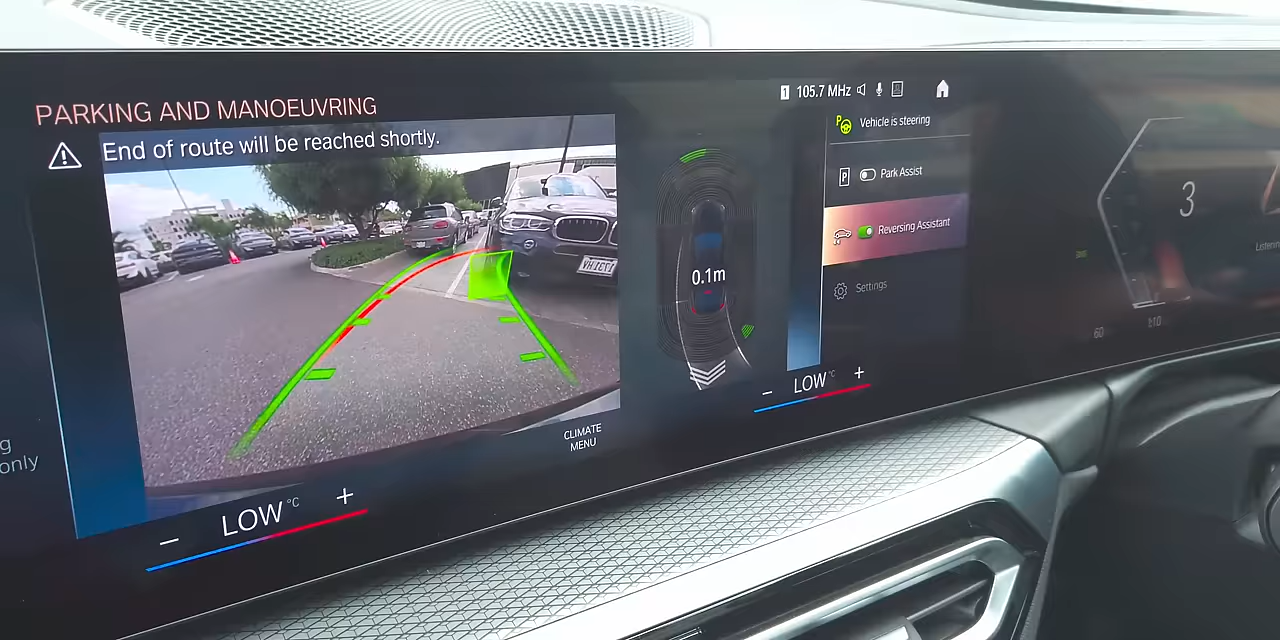 PARKING AND MANOEUVRING
End of route will be reached shortly.
105.7 MHz
P
Vehicle is steering
P
Park Assist
Reversing Assistant
Settings
0.1m
3
60
g
only
CLIMATE
MENU
− LOW °C +
− LOW °C +